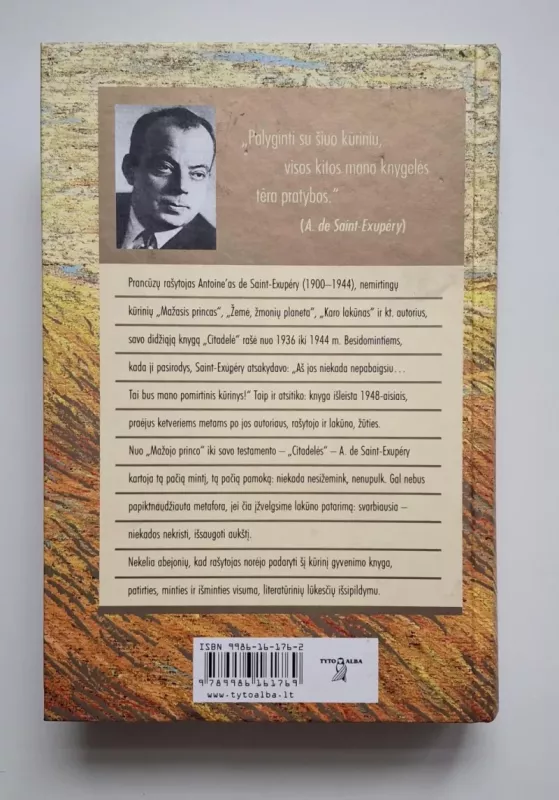 „Palyginti su šiuo kūriniu,
visos kitos mano knygelės
tėra pratybos.“
(A. de Saint-Exupéry)
Prancūzų rašytojas Antoine'as de Saint-Exupéry (1900–1944), nemirtingų
kūrinių „Mažasis princas“, „Žemė, žmonių planeta“, „Karo lakūnas“ ir kt. autorius,
savo didžiąją knygą „Citadelė“ rašė nuo 1936 iki 1944 m. Besidomintiems,
kada ji pasirodys, Saint-Exupéry atsakydavo: „Aš jos niekada nepabaigsiu...
Tai bus mano pomirtinis kūrinys!“ Taip ir atsitiko: knyga išleista 1948-aisiais,
praėjus ketveriems metams po jos autoriaus, rašytojo ir lakūno, žūties.
Nuo „Mažojo princo“ iki savo testamento – „Citadelės“ – A. de Saint-Exupéry
kartoja tą pačią mintį, tą pačią pamoką: niekada nesižemink, nenupulk. Gal nebus
papiktnaudžiauta metafora, jei čia įžvelgsime lakūno patarimą: svarbiausia –
niekados nekristi, išsaugoti aukštį.
Nekelia abejonių, kad rašytojas norėjo padaryti šį kūrinį gyvenimo knyga,
patirties, minties ir išminties visuma, literatūrinių lūkesčių išsipildymu.
ISBN 9986-16-176-2
9 789986 161769
www.tytoalba.lt
TYTO ALBA